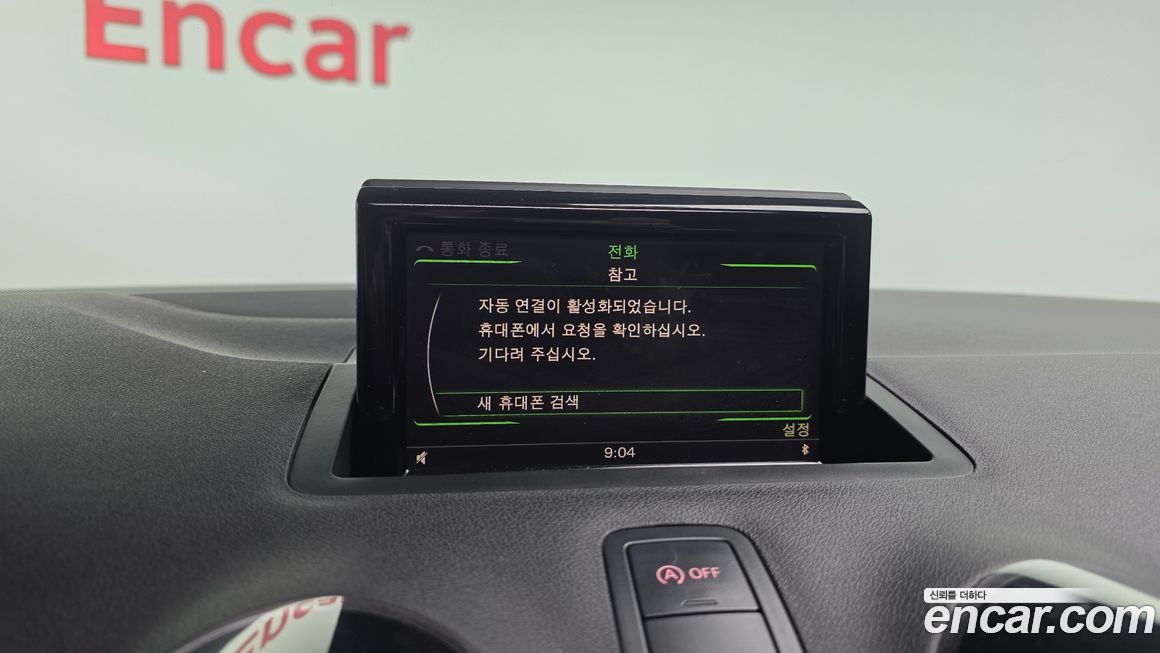 Encar
통화 종료
전화
참고
자동 연결이 활성화되었습니다.
휴대폰에서 요청을 확인하십시오.
기다려 주십시오.
새 휴대폰 검색
설정
9:04
A OFF
신뢰를 더하다
encar.com